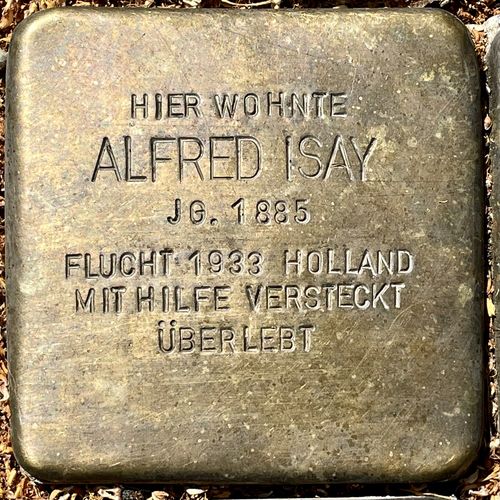 HIER WOHNTE
ALFRED ISAY
JG. 1885
FLUCHT 1933 HOLLAND
MIT HILFE VERSTECKT
ÜBERLEBT